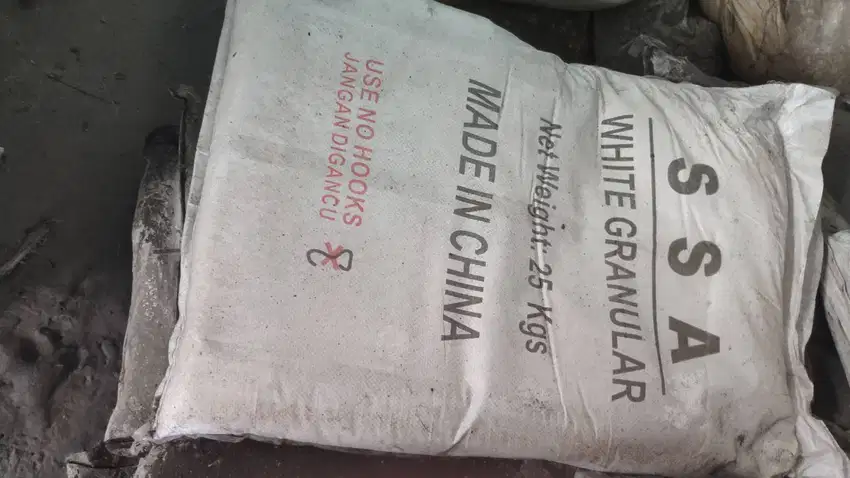 S S A
WHITE GRANULAR
Net Weight: 25 Kgs
MADE IN CHINA
USE NO HOOKS
JANGAN DIGANCU